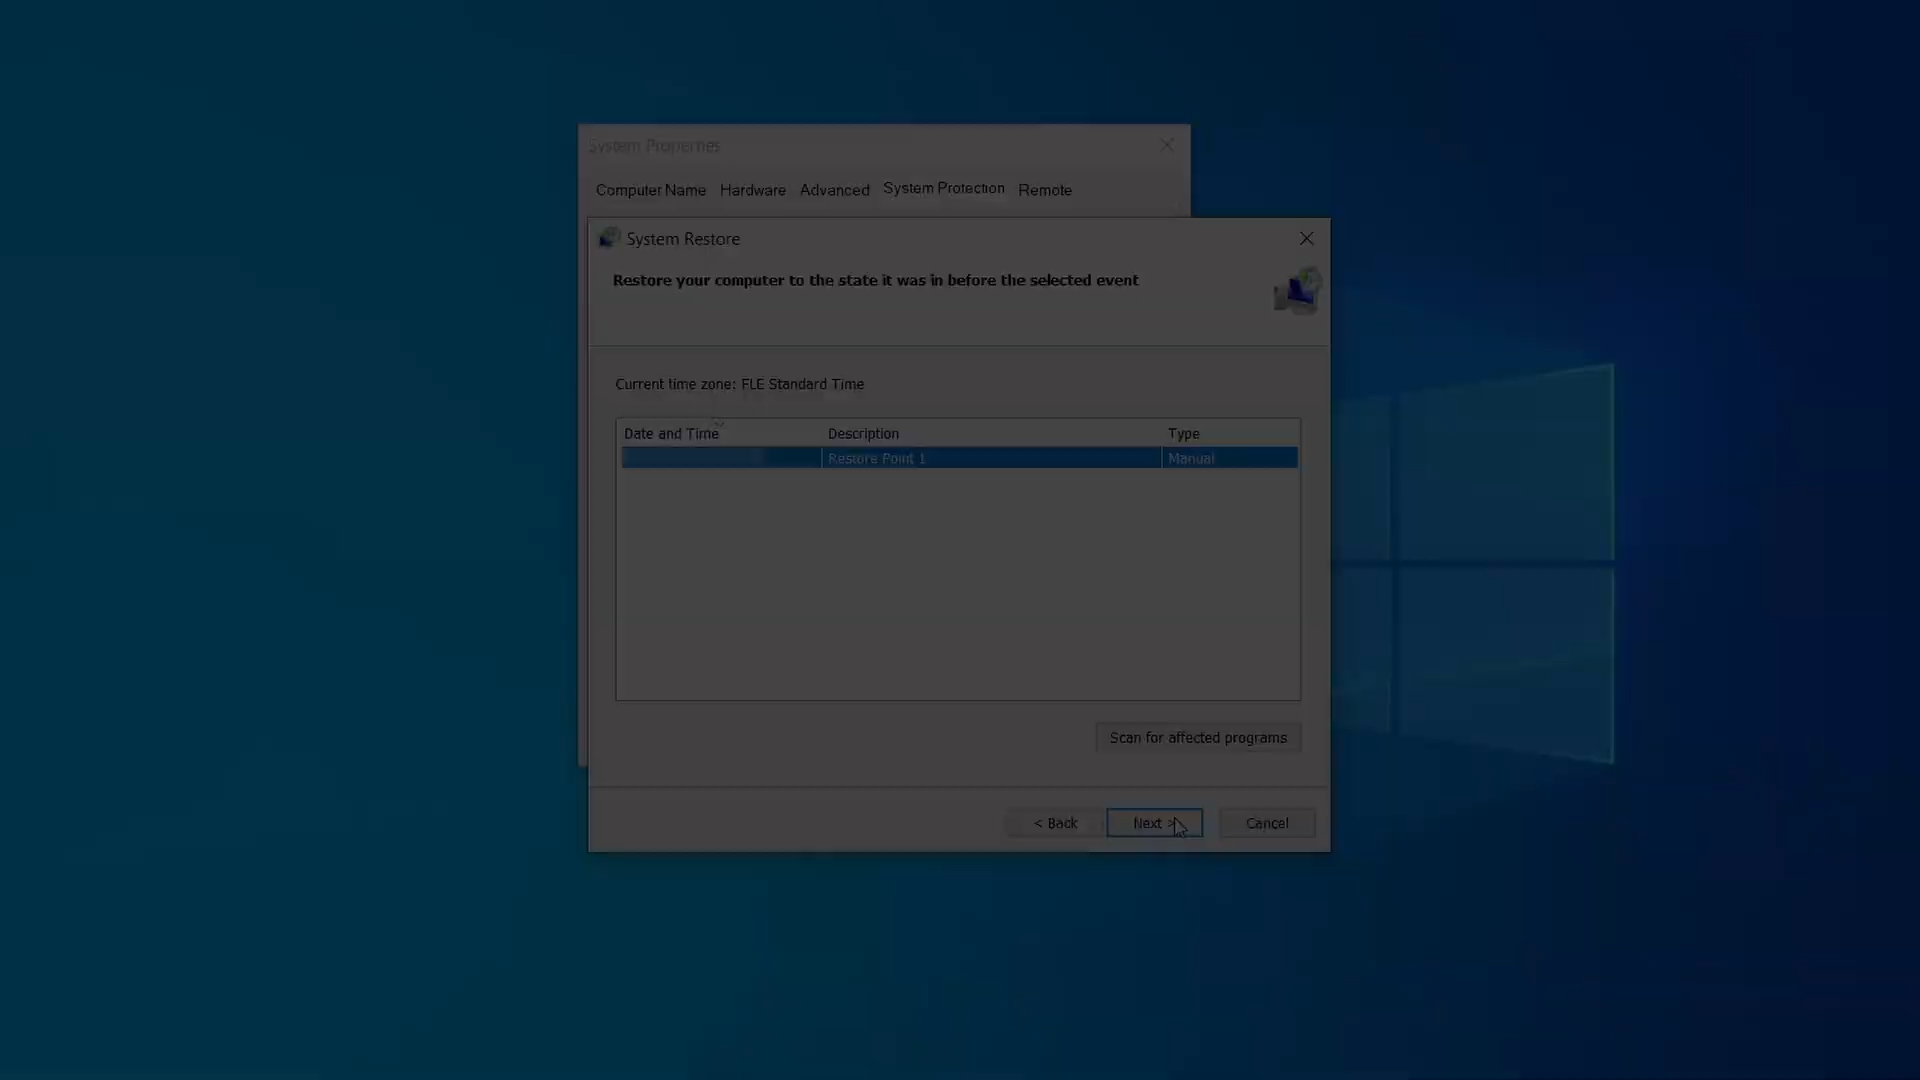 System Properties
Computer Name Hardware Advanced System Protection Remote
System Restore
Restore your computer to the state it was in before the selected event
Current time zone: FLE Standard Time
Date and Time Description Type
Restore Point 1 Manual
Scan for affected programs
< Back Next > Cancel